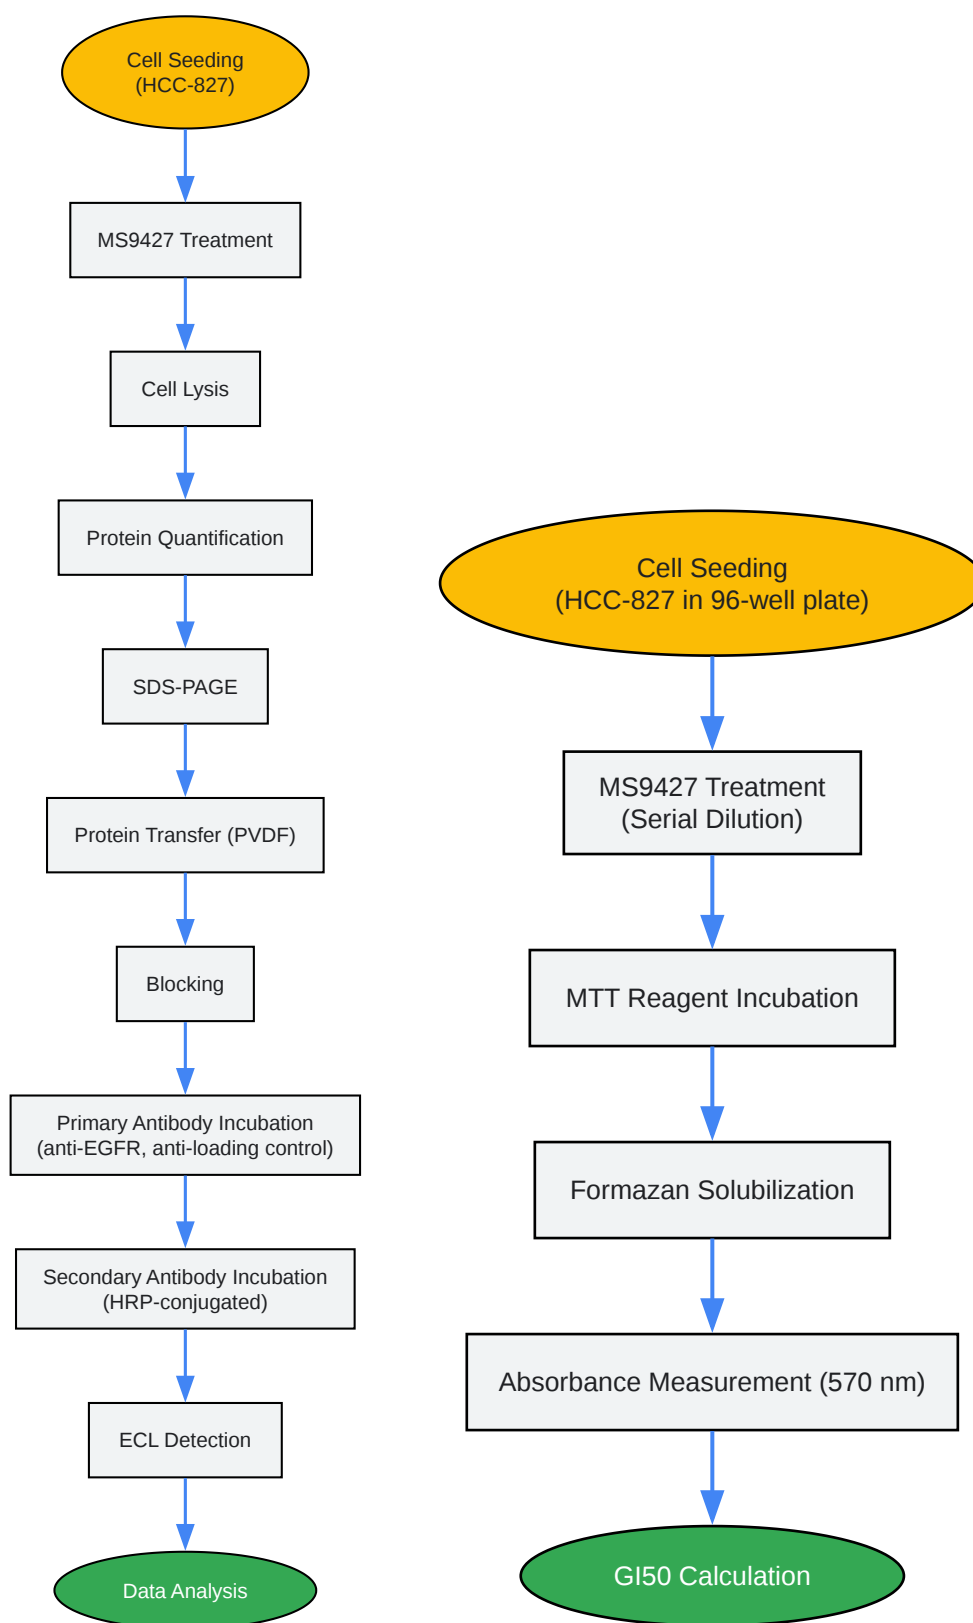 Cell Seeding
(HCC-827)
MS9427 Treatment
Cell Lysis
Protein Quantification
SDS-PAGE
Protein Transfer (PVDF)
Blocking
Primary Antibody Incubation
(anti-EGFR, anti-loading control)
Secondary Antibody Incubation
(HRP-conjugated)
ECL Detection
Data Analysis
Cell Seeding
(HCC-827 in 96-well plate)
MS9427 Treatment
(Serial Dilution)
MTT Reagent Incubation
Formazan Solubilization
Absorbance Measurement (570 nm)
GI50 Calculation